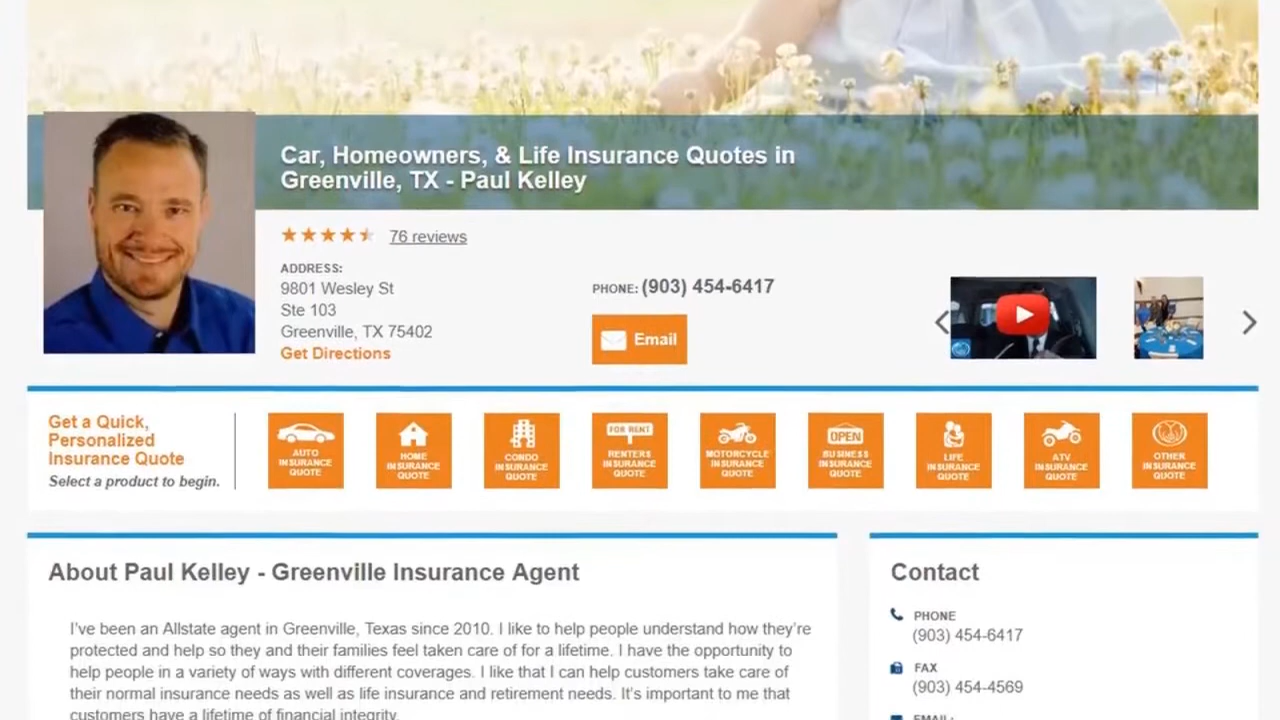 Car, Homeowners, & Life Insurance Quotes in
Greenville, TX - Paul Kelley
76 reviews
ADDRESS:
9801 Wesley St
Ste 103
Greenville, TX 75402
Get Directions
PHONE: (903) 454-6417
Email
Get a Quick,
Personalized
Insurance Quote
Select a product to begin.
AUTO
INSURANCE
QUOTE
HOME
INSURANCE
QUOTE
CONDO
INSURANCE
QUOTE
FOR RENT
RENTERS
INSURANCE
QUOTE
MOTORCYCLE
INSURANCE
QUOTE
OPEN
BUSINESS
INSURANCE
QUOTE
LIFE
INSURANCE
QUOTE
ATV
INSURANCE
QUOTE
OTHER
INSURANCE
QUOTE
About Paul Kelley - Greenville Insurance Agent
I've been an Allstate agent in Greenville, Texas since 2010. I like to help people understand how they're
protected and help so they and their families feel taken care of for a lifetime. I have the opportunity to
help people in a variety of ways with different coverages. I like that I can help customers take care of
their normal insurance needs as well as life insurance and retirement needs. It's important to me that
customers have a lifetime of financial integrity.
Contact
PHONE
(903) 454-6417
FAX
(903) 454-4569
EMAIL: